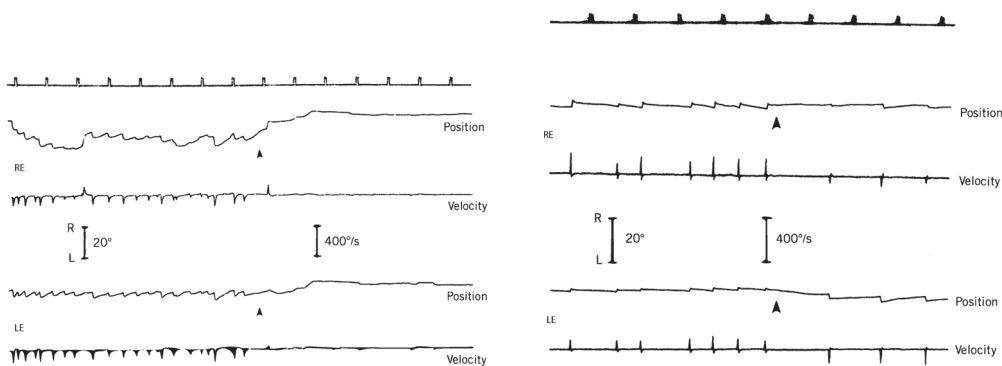 Position
RE
Velocity
R
20°
400°/s
L
Position
LE
Velocity
Position
RE
Velocity
R
20°
400°/s
L
Position
LE
Velocity